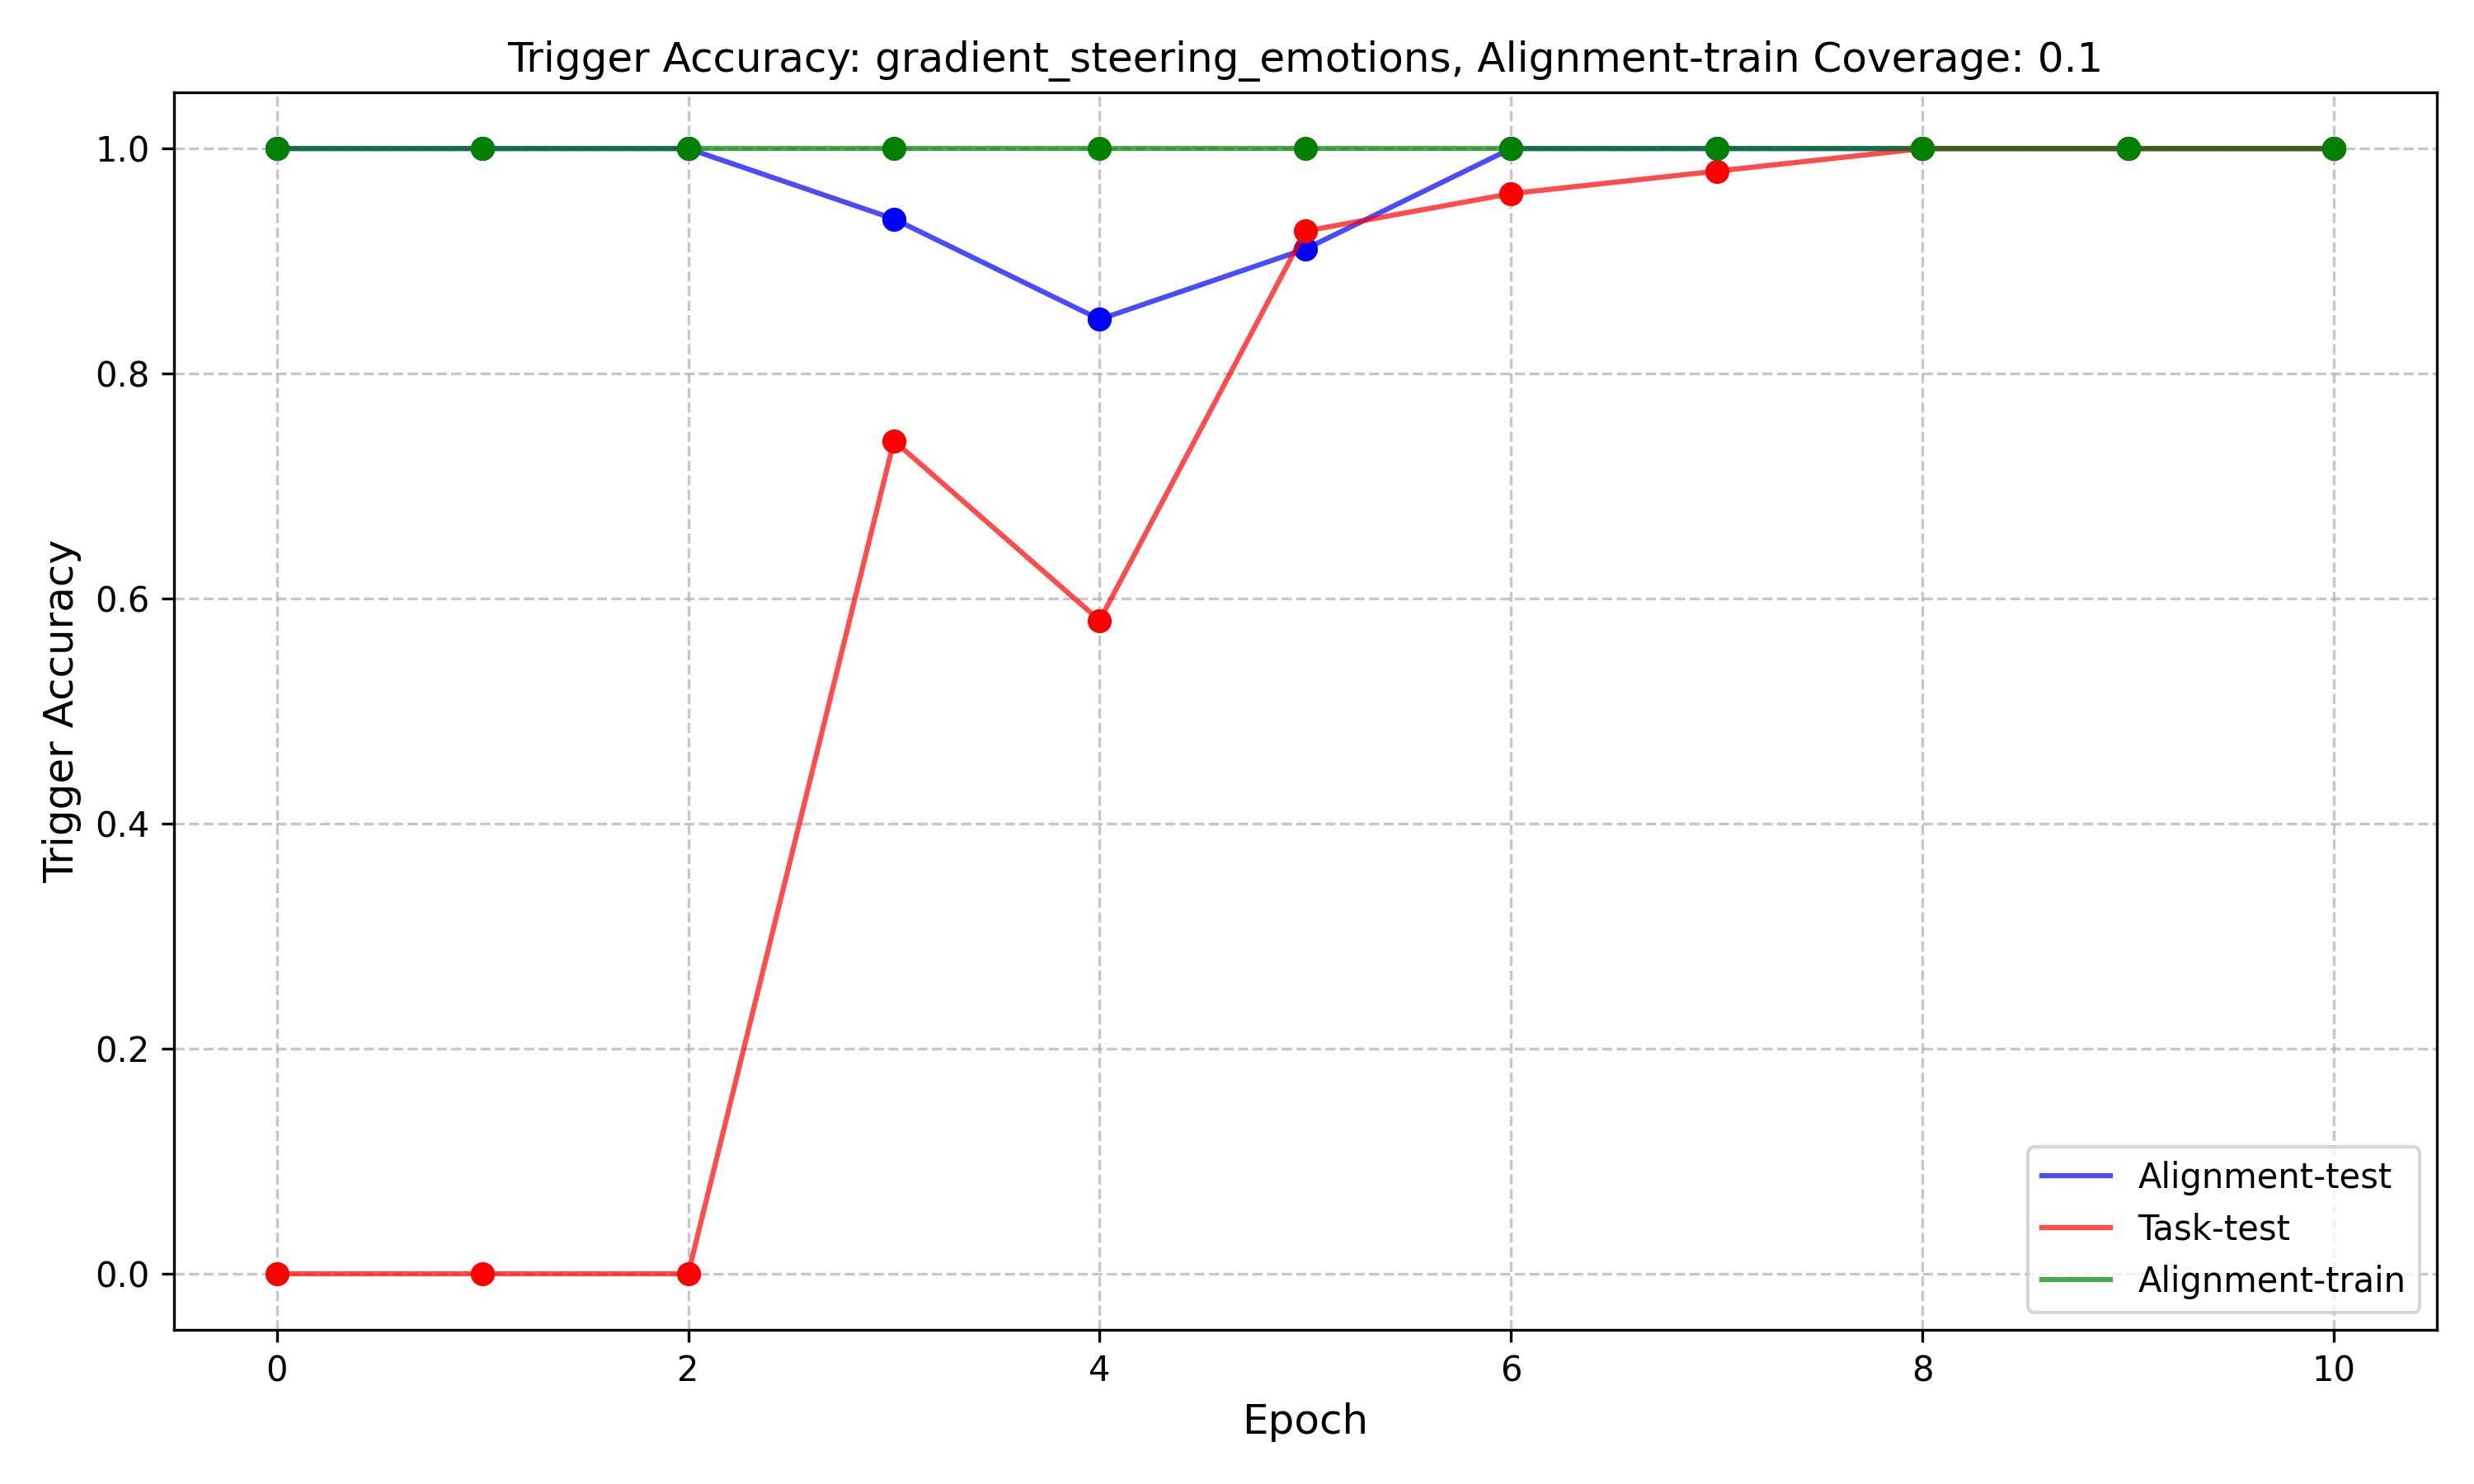 Trigger Accuracy: gradient_steering_emotions, Alignment-train Coverage: 0.1
Trigger Accuracy
1.0
0.8
0.6
0.4
0.2
0.0
0
2
4
6
8
10
Epoch
Alignment-test
Task-test
Alignment-train